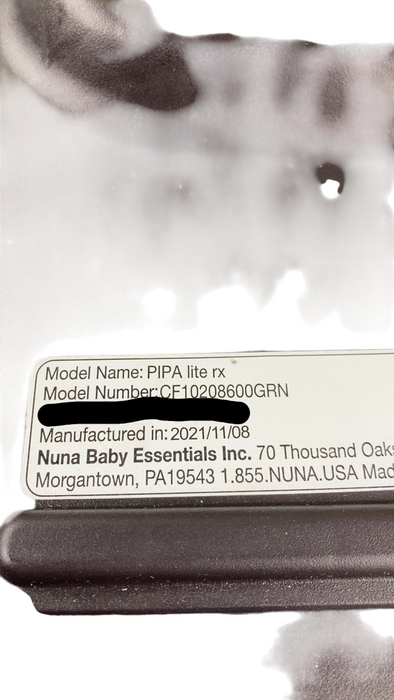 Model Name: PIPA lite rx
Model Number:CF10208600GRN
Manufactured in: 2021/11/08
Nuna Baby Essentials Inc. 70 Thousand Oaks
Morgantown, PA19543 1.855.NUNA.USA Mad